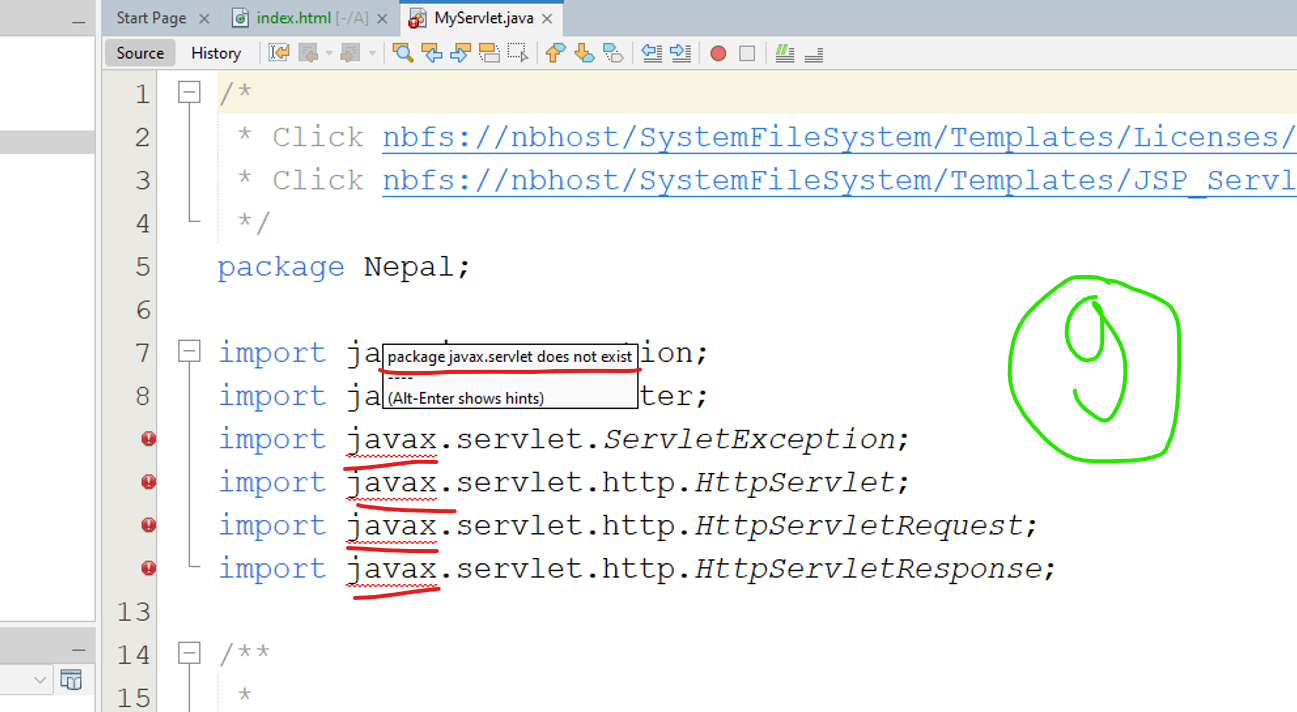 Start Page
index.html [-/A]
MyServlet.java
Source History
1 /*
2 * Click nbfs://nbhost/SystemFileSystem/Templates/Licenses/
3 * Click nbfs://nbhost/SystemFileSystem/Templates/JSP_Servl
4 */
5 package Nepal;
6
7 import ja ion;
package javax.servlet does not exist
----
(Alt-Enter shows hints)
8 import ja ter;
import javax.servlet.ServletException;
import javax.servlet.http.HttpServlet;
import javax.servlet.http.HttpServletRequest;
import javax.servlet.http.HttpServletResponse;
13
14 /**
15 *
9